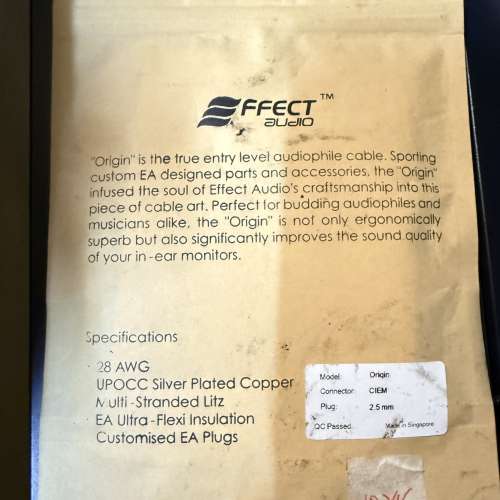 EFFECT™
AUDIO
"Origin" is the true entry level audiophile cable. Sporting
custom EA designed parts and accessories, the "Origin"
infused the soul of Effect Audio's craftsmanship into this
piece of cable art. Perfect for budding audiophiles and
musicians alike, the "Origin" is not only ergonomically
superb but also significantly improves the sound quality
of your in-ear monitors.
Specifications
28 AWG
UPOCC Silver Plated Copper
Multi-Stranded Litz
EA Ultra-Flexi Insulation
Customised EA Plugs
Model: Origin
Connector: CIEM
Plug: 2.5 mm
QC Passed Made in Singapore